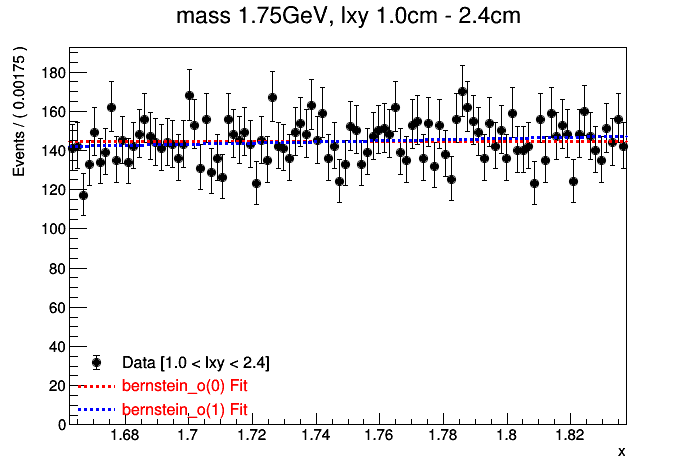 mass 1.75GeV, lxy 1.0cm - 2.4cm
Events / ( 0.00175 )
180
160
140
120
100
80
60
40
20
0
Data [1.0 < lxy < 2.4]
bernstein_o(0) Fit
bernstein_o(1) Fit
1.68 1.7 1.72 1.74 1.76 1.78 1.8 1.82
x